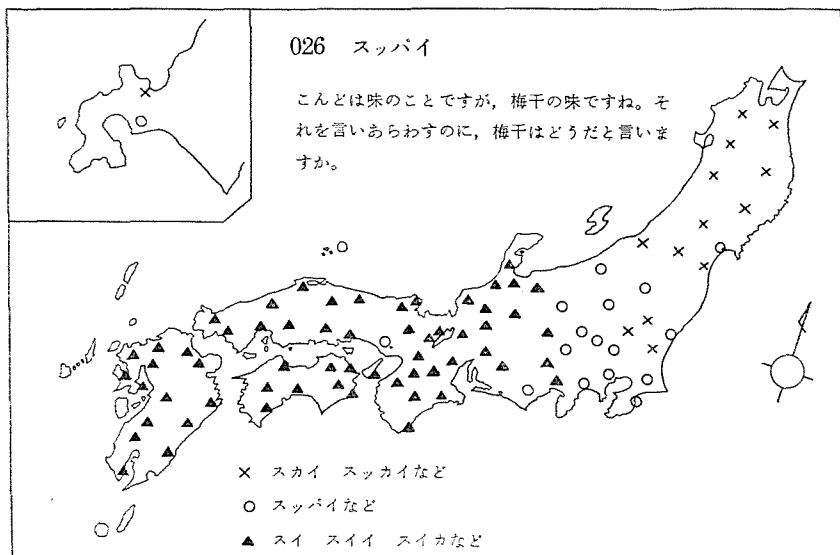 026 スッパイ
こんどは味のことですが，梅干の味ですね。そ
れを言いあらわすのに，梅干はどうだと言いま
すか。
× スカイ スッカイなど
○ スッパイなど
▲ スイ スイイ スイカなど